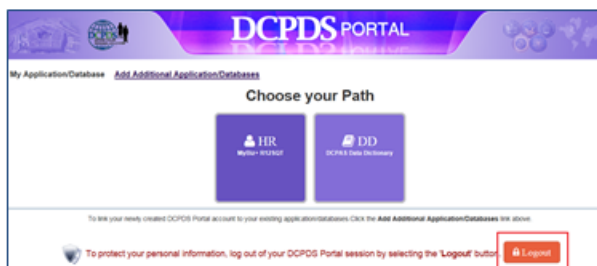 DCPDS PORTAL
My Application/Database Add Additional Application/Databases
Choose your Path
HR
DD
DCPAS Data Dictionary
To link your newly created DCPDS Portal account to your existing application/databases Click the Add Additional Application/Databases link above.
To protect your personal information, log out of your DCPDS Portal session by selecting the 'Logout' button.
Logout